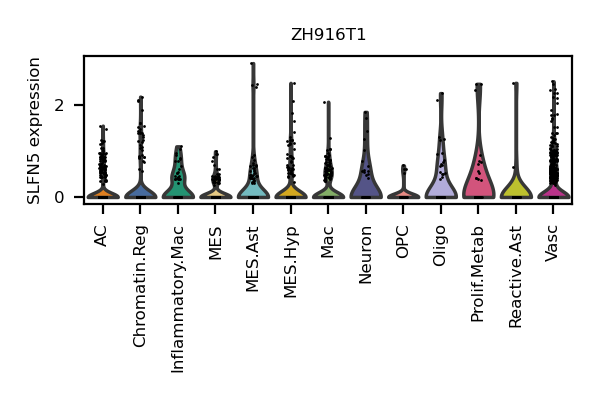 ZH916T1
SLFN5 expression
2
0
AC
Chromatin.Reg
Inflammatory.Mac
MES
MES.Ast
MES.Hyp
Mac
Neuron
OPC
Oligo
Prolif.Metab
Reactive.Ast
Vasc